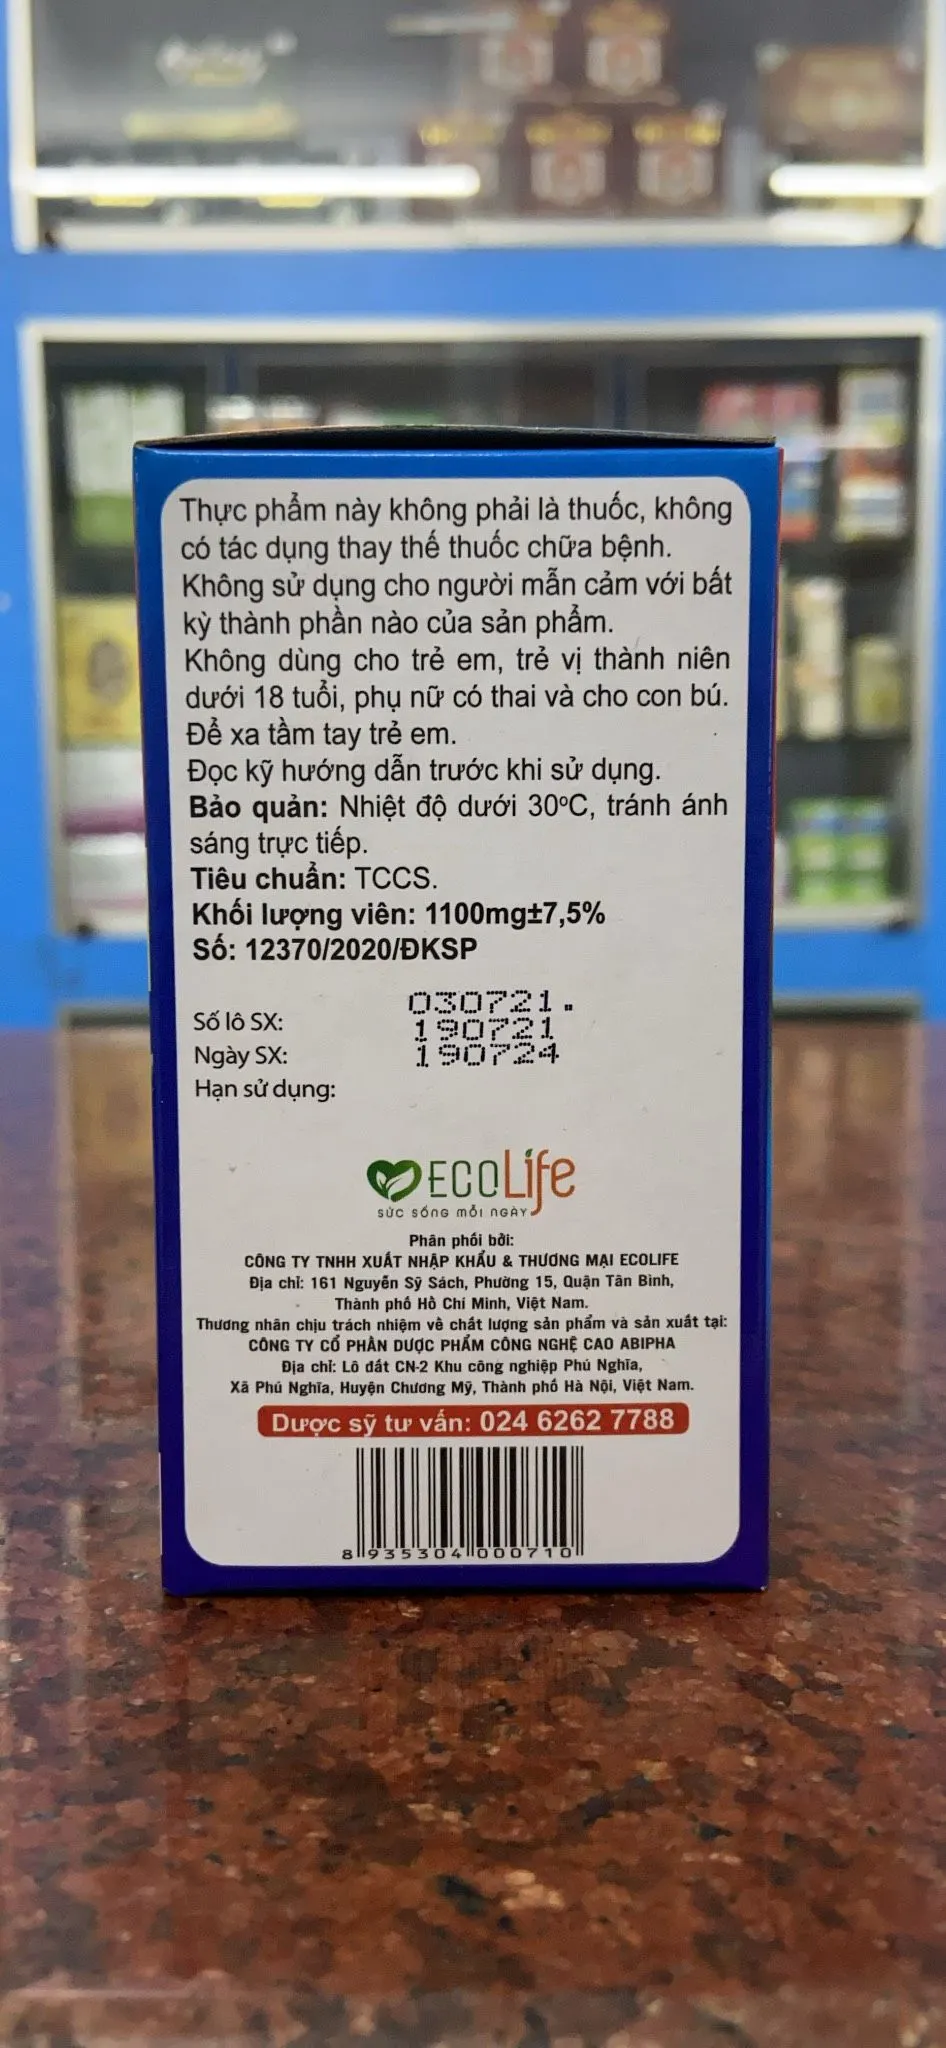 Thực phẩm này không phải là thuốc, không
có tác dụng thay thế thuốc chữa bệnh.
Không sử dụng cho người mẫn cảm với bất
kỳ thành phần nào của sản phẩm.
Không dùng cho trẻ em, trẻ vị thành niên
dưới 18 tuổi, phụ nữ có thai và cho con bú.
Để xa tầm tay trẻ em.
Đọc kỹ hướng dẫn trước khi sử dụng.
Bảo quản: Nhiệt độ dưới 30ºC, tránh ánh
sáng trực tiếp.
Tiêu chuẩn: TCCS.
Khối lượng viên: 1100mg±7,5%
Số: 12370/2020/ĐKSP
Số lô SX: 030721.
Ngày SX: 190721
Hạn sử dụng: 190724
ECOLife
SỨC SỐNG MỖI NGÀY
Phân phối bởi:
CÔNG TY TNHH XUẤT NHẬP KHẨU & THƯƠNG MẠI ECOLIFE
Địa chỉ: 161 Nguyễn Sỹ Sách, Phường 15, Quận Tân Bình,
Thành phố Hồ Chí Minh, Việt Nam.
Thương nhân chịu trách nhiệm về chất lượng sản phẩm và sản xuất tại:
CÔNG TY CỔ PHẦN DƯỢC PHẨM CÔNG NGHỆ CAO ABIPHA
Địa chỉ: Lô đất CN-2 Khu công nghiệp Phú Nghĩa,
Xã Phú Nghĩa, Huyện Chương Mỹ, Thành phố Hà Nội, Việt Nam.
Dược sỹ tư vấn: 024 6262 7788
8 935304 000710